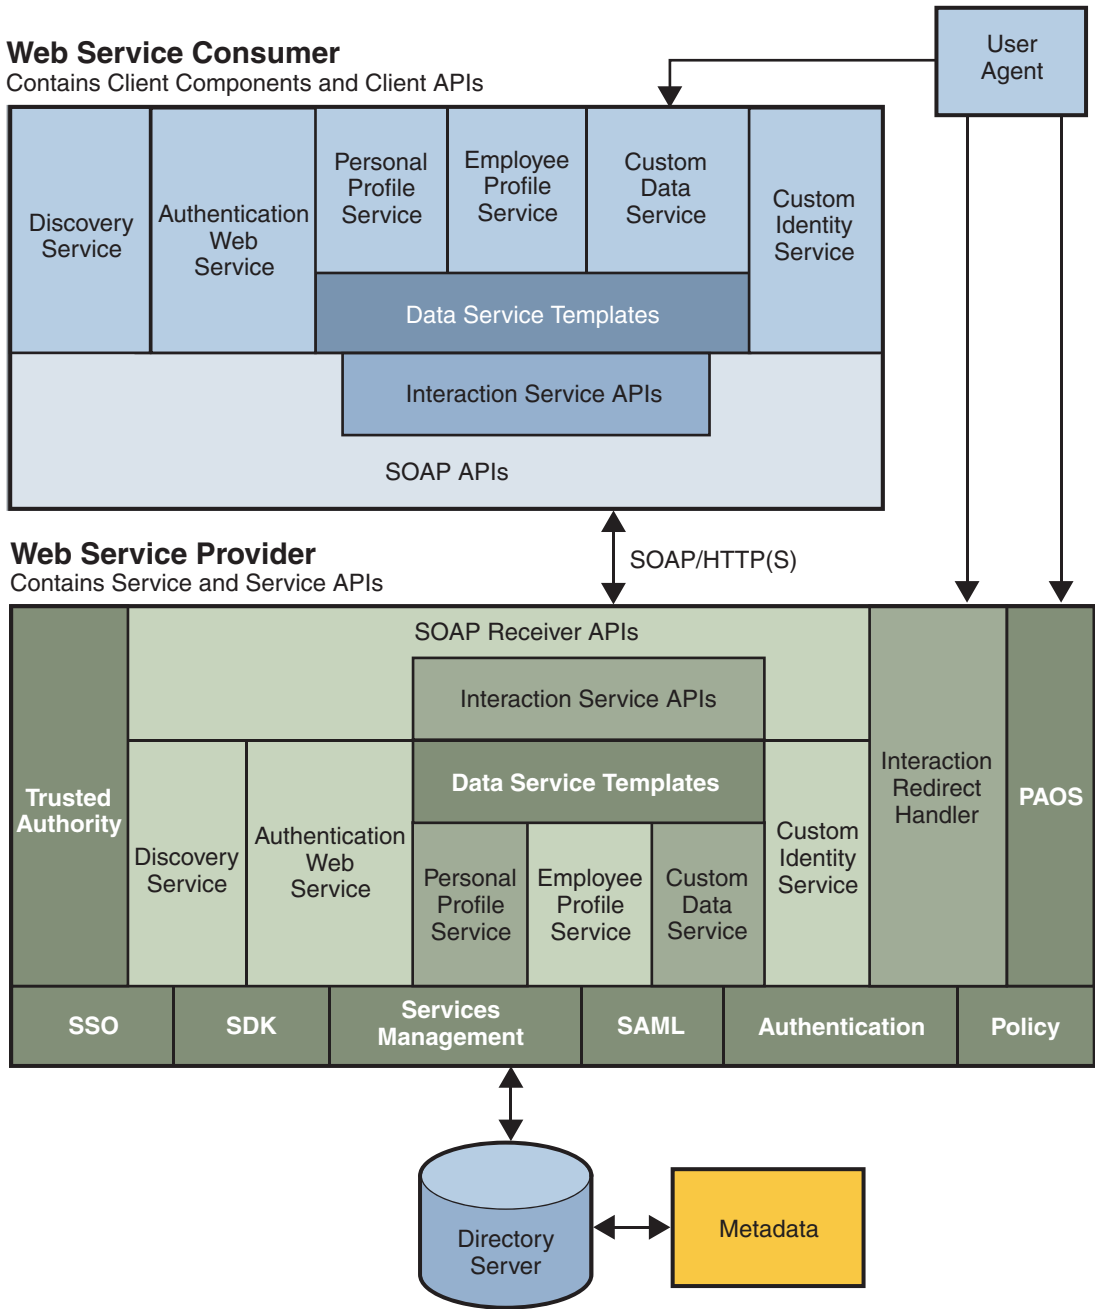 User
Agent
Web Service Consumer
Contains Client Components and Client APIs
Discovery
Service
Authentication
Web
Service
Personal
Profile
Service
Employee
Profile
Service
Custom
Data
Service
Custom
Identity
Service
Data Service Templates
Interaction Service APIs
SOAP APIs
Web Service Provider
Contains Service and Service APIs
SOAP/HTTP(S)
SOAP Receiver APIs
Interaction Service APIs
Data Service Templates
Trusted
Authority
Discovery
Service
Authentication
Web
Service
Personal
Profile
Service
Employee
Profile
Service
Custom
Data
Service
Custom
Identity
Service
Interaction
Redirect
Handler
PAOS
SSO
SDK
Services
Management
SAML
Authentication
Policy
Directory
Server
Metadata